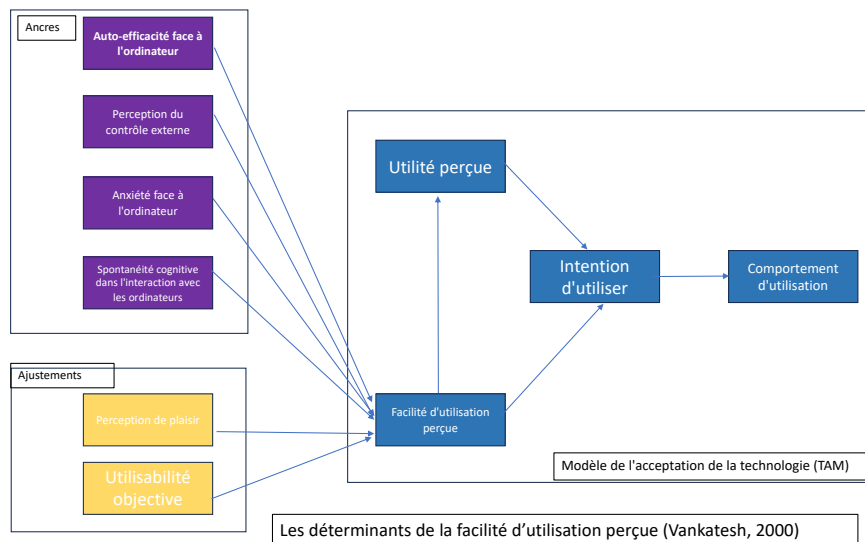 Ancres
Auto-efficacité face à
l'ordinateur
Perception du
contrôle externe
Anxiété face à
l'ordinateur
Spontanéité cognitive
dans l'interaction avec
les ordinateurs
Ajustements
Perception de plaisir
Utilisabilité
objective
Utilité perçue
Intention
d'utiliser
Comportement
d'utilisation
Facilité d'utilisation
perçue
Modèle de l'acceptation de la technologie (TAM)
Les déterminants de la facilité d’utilisation perçue (Vankatesh, 2000)